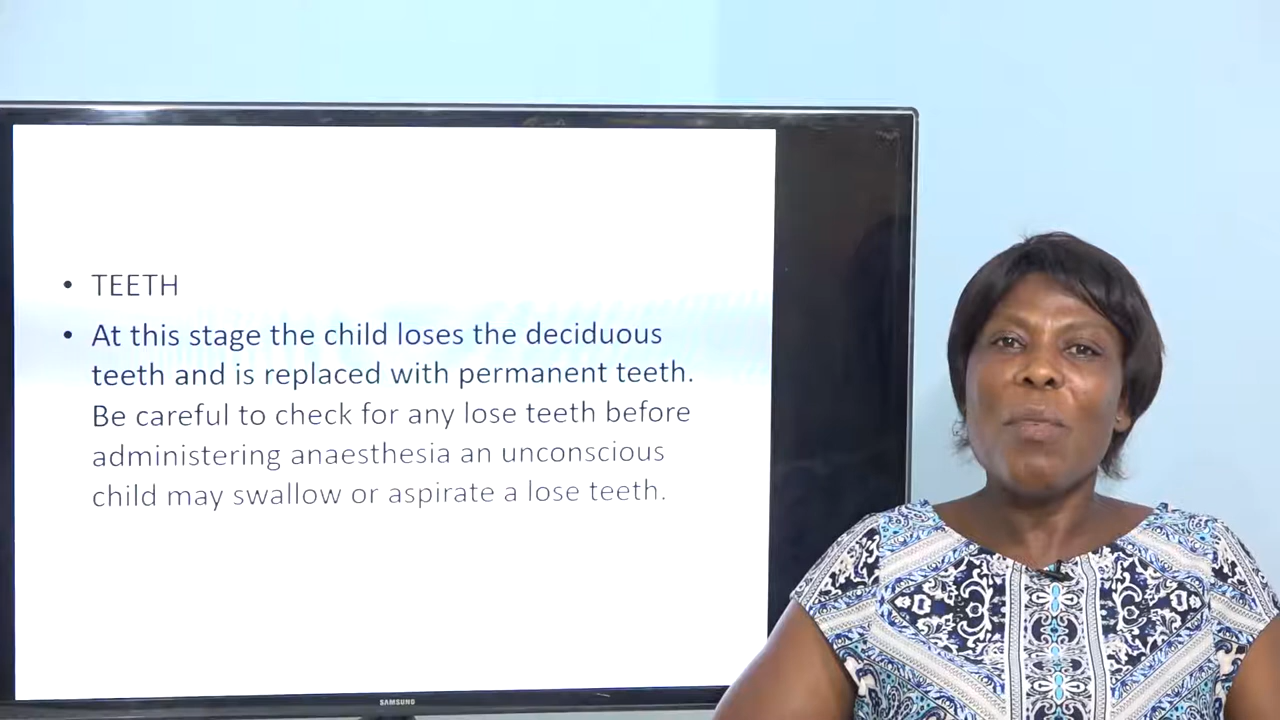 • TEETH
• At this stage the child loses the deciduous
teeth and is replaced with permanent teeth.
Be careful to check for any lose teeth before
administering anaesthesia an unconscious
child may swallow or aspirate a lose teeth.
SAMSUNG